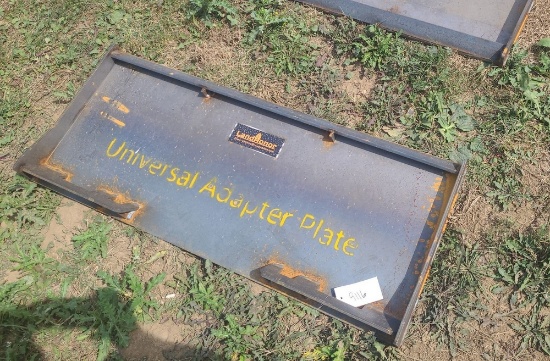 LandHonor
Universal Adapter Plate